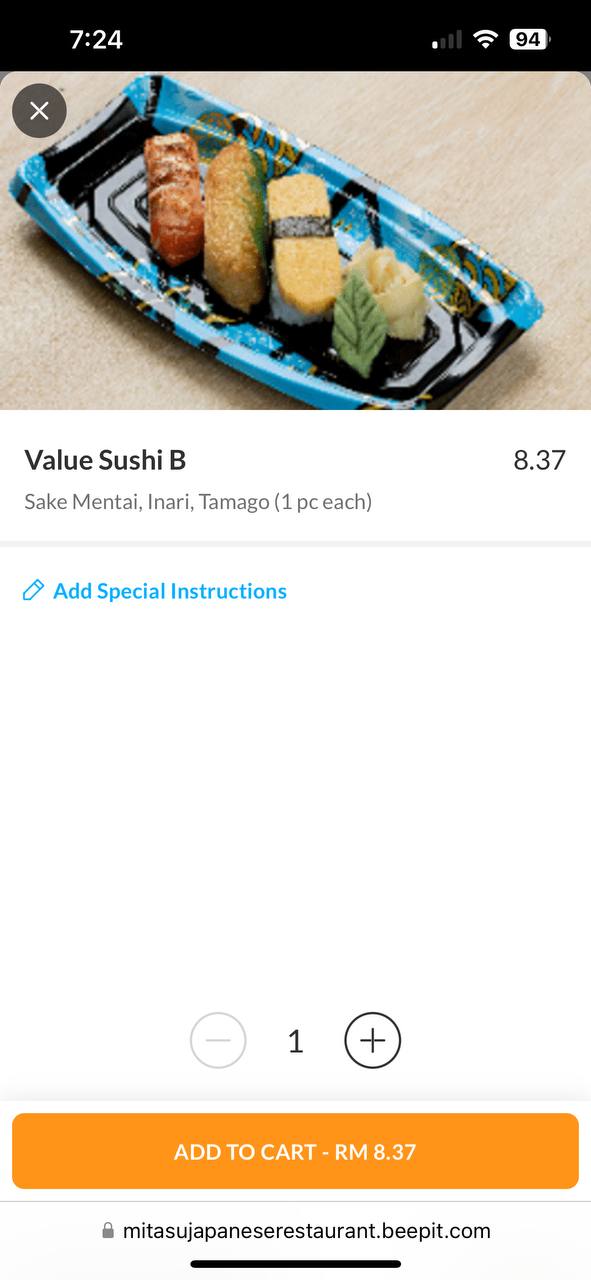 7:24
94
Value Sushi B
8.37
Sake Mentai, Inari, Tamago (1 pc each)
Add Special Instructions
1
ADD TO CART - RM 8.37
mitasujapaneserestaurant.beepit.com